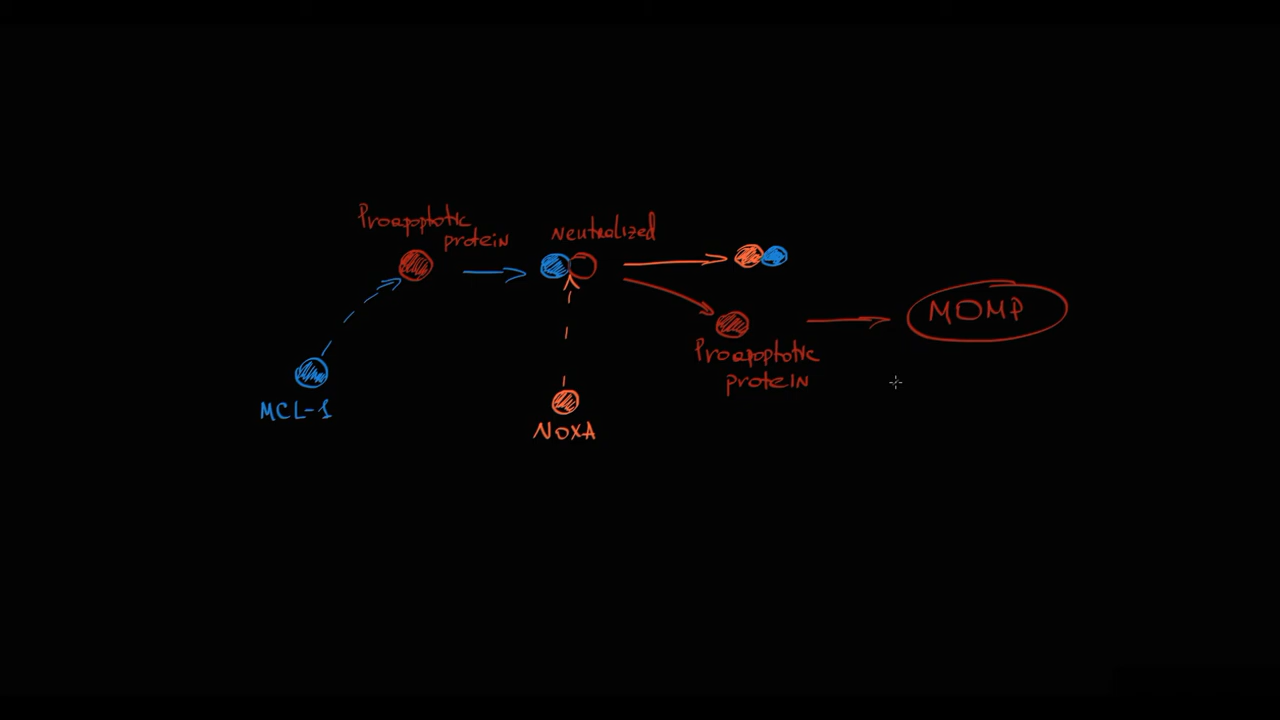 Proapoptotic
protein
Neutralized
MOMP
Proapoptotic
protein
MCL-1
NOXA